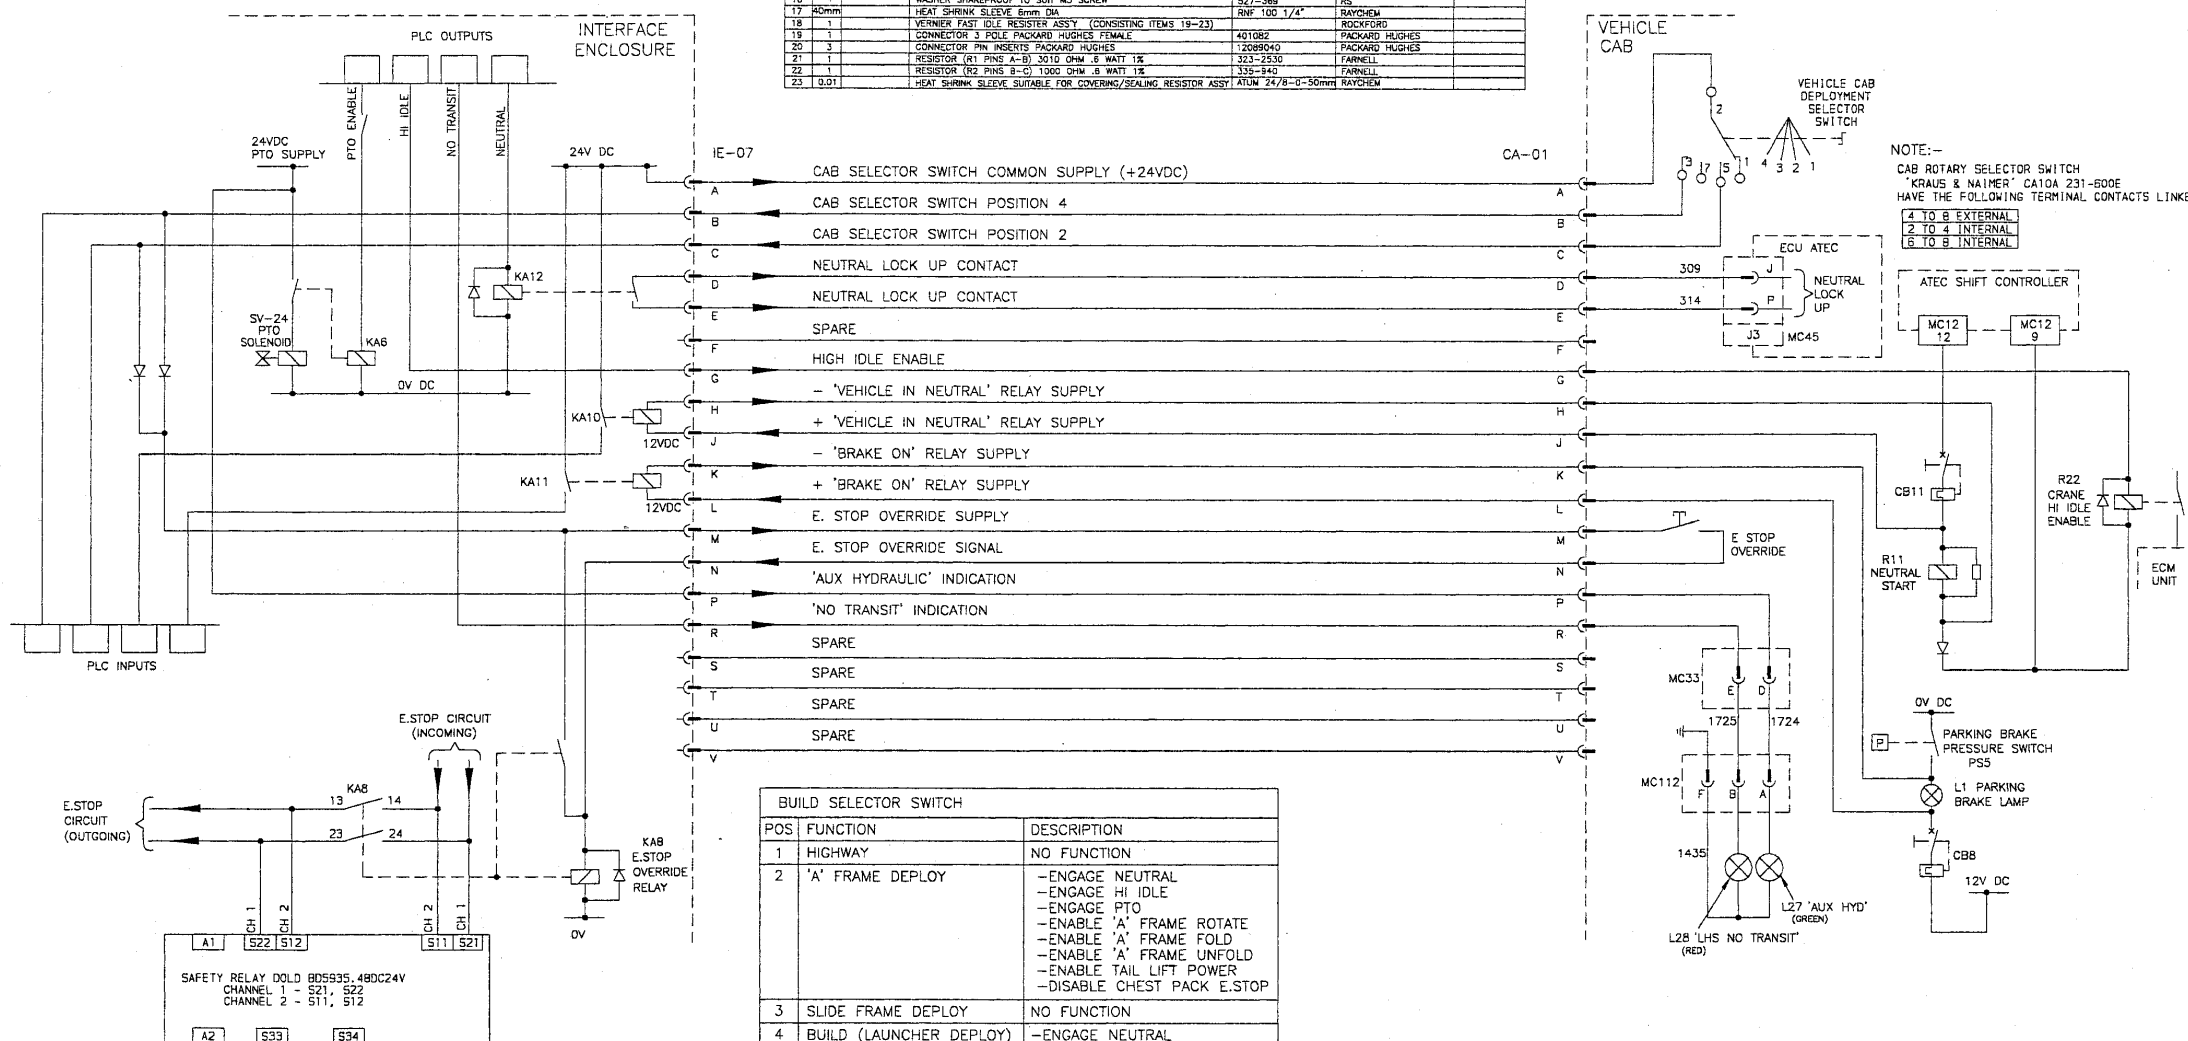 16 WASHER SHAKEPROOF TO SUIT M5 SCREW 527-369 RS
17 40mm HEAT SHRINK SLEEVE 6mm DIA RNF 100 1/4" RAYCHEM
18 1 VERNIER FAST IDLE RESISTER ASS'Y (CONSISTING ITEMS 19-23) ROCKFORD
19 1 CONNECTOR 3 POLE PACKARD HUGHES FEMALE 401082 PACKARD HUGHES
20 3 CONNECTOR PIN INSERTS PACKARD HUGHES 12089040 PACKARD HUGHES
21 1 RESISTOR (R1 PINS A-B) 3010 OHM .6 WATT 1% 323-2530 FARNELL
22 1 RESISTOR (R2 PINS B-C) 1000 OHM .6 WATT 1% 335-940 FARNELL
23 0.01 HEAT SHRINK SLEEVE SUITABLE FOR COVERING/SEALING RESISTOR ASSY ATUM 24/8-0-50mm RAYCHEM
PLC OUTPUTS
INTERFACE
ENCLOSURE
PTO ENABLE
HI IDLE
NO TRANSIT
NEUTRAL
24VDC
PTO SUPPLY
24V DC
IE-07
CA-01
VEHICLE
CAB
2
3
7
5
1
4 3 2 1
VEHICLE CAB
DEPLOYMENT
SELECTOR
SWITCH
NOTE:-
CAB ROTARY SELECTOR SWITCH
'KRAUS & NAIMER' CA10A 231-600E
HAVE THE FOLLOWING TERMINAL CONTACTS LINKE
4 TO 8 EXTERNAL
2 TO 4 INTERNAL
6 TO 8 INTERNAL
A CAB SELECTOR SWITCH COMMON SUPPLY (+24VDC) A
B CAB SELECTOR SWITCH POSITION 4 B
C CAB SELECTOR SWITCH POSITION 2 C
D NEUTRAL LOCK UP CONTACT D
E NEUTRAL LOCK UP CONTACT E
F SPARE F
G HIGH IDLE ENABLE G
H - 'VEHICLE IN NEUTRAL' RELAY SUPPLY H
J + 'VEHICLE IN NEUTRAL' RELAY SUPPLY J
K - 'BRAKE ON' RELAY SUPPLY K
L + 'BRAKE ON' RELAY SUPPLY L
M E. STOP OVERRIDE SUPPLY M
N E. STOP OVERRIDE SIGNAL N
P 'AUX HYDRAULIC' INDICATION P
R 'NO TRANSIT' INDICATION R
S SPARE S
T SPARE T
U SPARE U
V SPARE V
KA12
SV-24
PTO
SOLENOID
KA6
0V DC
KA10
12VDC
KA11
12VDC
PLC INPUTS
ECU ATEC
309
J
314
P
NEUTRAL
LOCK
UP
J3
MC45
ATEC SHIFT CONTROLLER
MC12
12
MC12
9
CB11
R22
CRANE
HI IDLE
ENABLE
ECM
UNIT
R11
NEUTRAL
START
E STOP
OVERRIDE
MC33
E
D
1725
1724
MC112
F
B
A
1435
L27 'AUX HYD'
(GREEN)
L28 'LHS NO TRANSIT'
(RED)
0V DC
P
PARKING BRAKE
PRESSURE SWITCH
PS5
L1 PARKING
BRAKE LAMP
CB8
12V DC
E.STOP CIRCUIT
(INCOMING)
E.STOP
CIRCUIT
(OUTGOING)
KA8
13
14
23
24
KA8
E.STOP
OVERRIDE
RELAY
0V
CH 1
CH 2
CH 2
CH 1
A1
S22
S12
S11
S21
SAFETY RELAY DOLD BD5935.48DC24V
CHANNEL 1 - S21, S22
CHANNEL 2 - S11, S12
A2
S33
S34
BUILD SELECTOR SWITCH
POS FUNCTION DESCRIPTION
1 HIGHWAY NO FUNCTION
2 'A' FRAME DEPLOY -ENGAGE NEUTRAL
-ENGAGE HI IDLE
-ENGAGE PTO
-ENABLE 'A' FRAME ROTATE
-ENABLE 'A' FRAME FOLD
-ENABLE 'A' FRAME UNFOLD
-ENABLE TAIL LIFT POWER
-DISABLE CHEST PACK E.STOP
3 SLIDE FRAME DEPLOY NO FUNCTION
4 BUILD (LAUNCHER DEPLOY) -ENGAGE NEUTRAL